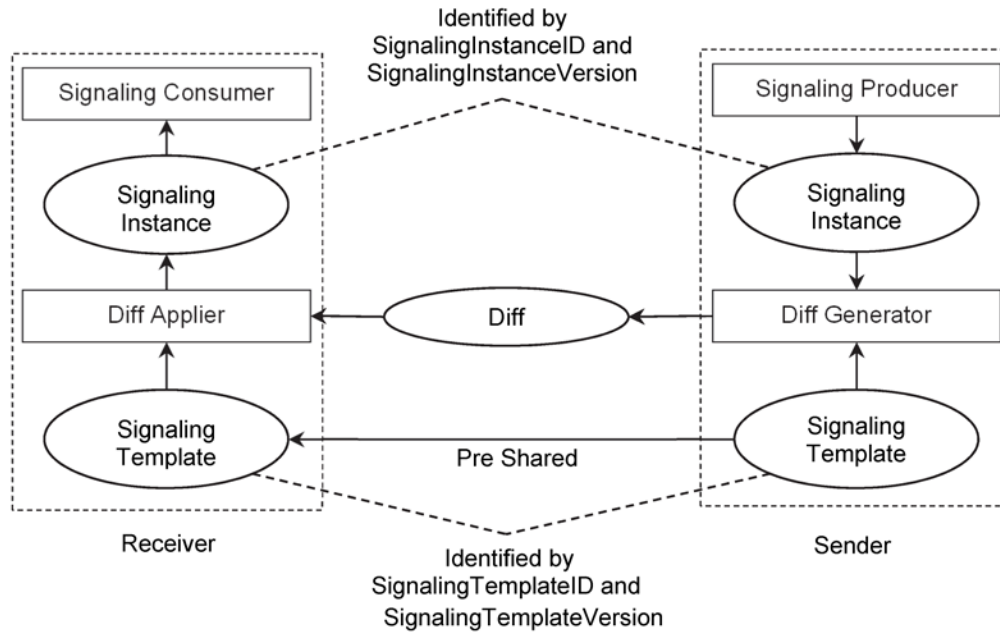 Identified by
SignalingInstanceID and
SignalingInstanceVersion
Signaling Consumer
Signaling Producer
Signaling
Instance
Signaling
Instance
Diff Applier
Diff
Diff Generator
Signaling
Template
Pre Shared
Signaling
Template
Receiver
Sender
Identified by
SignalingTemplateID and
SignalingTemplateVersion